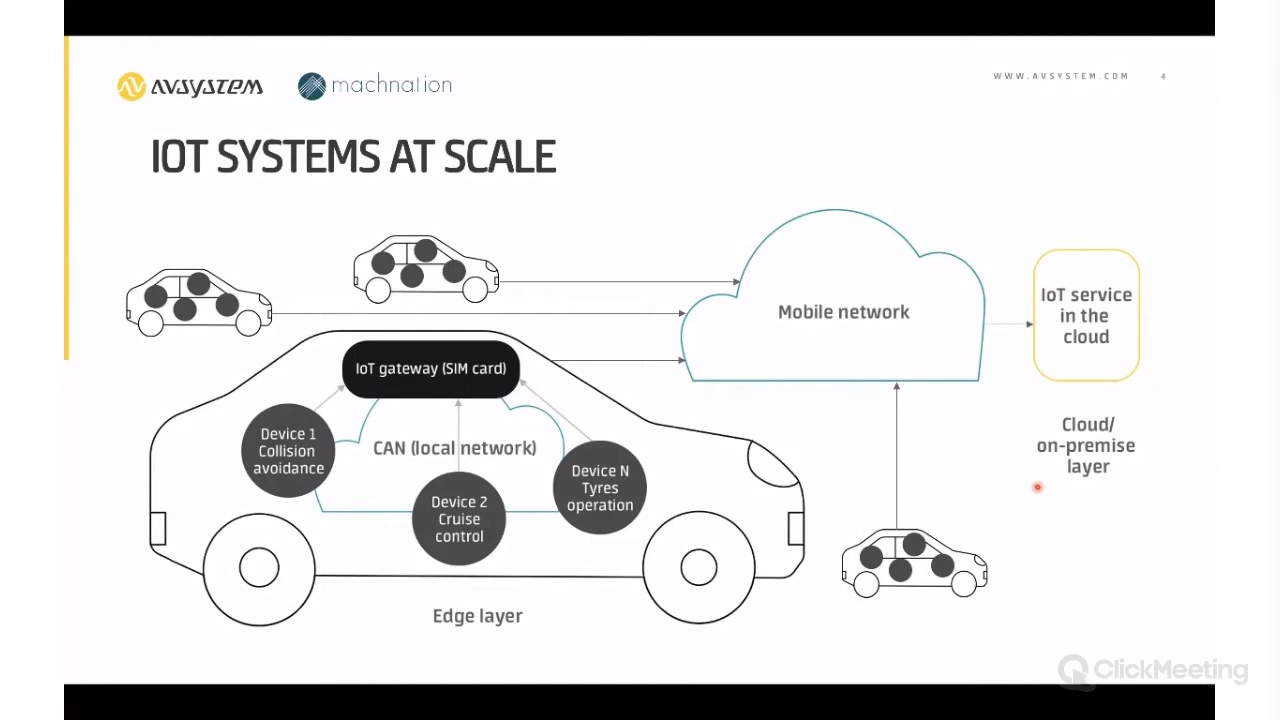 AVSYSTEM
machnation
WWW.AVSYSTEM.COM
4
IOT SYSTEMS AT SCALE
Mobile network
IoT service
in the
cloud
IoT gateway (SIM card)
Device 1
Collision
avoidance
CAN (local network)
Device 2
Cruise
control
Device N
Tyres
operation
Cloud/
on-premise
layer
Edge layer
ClickMeeting